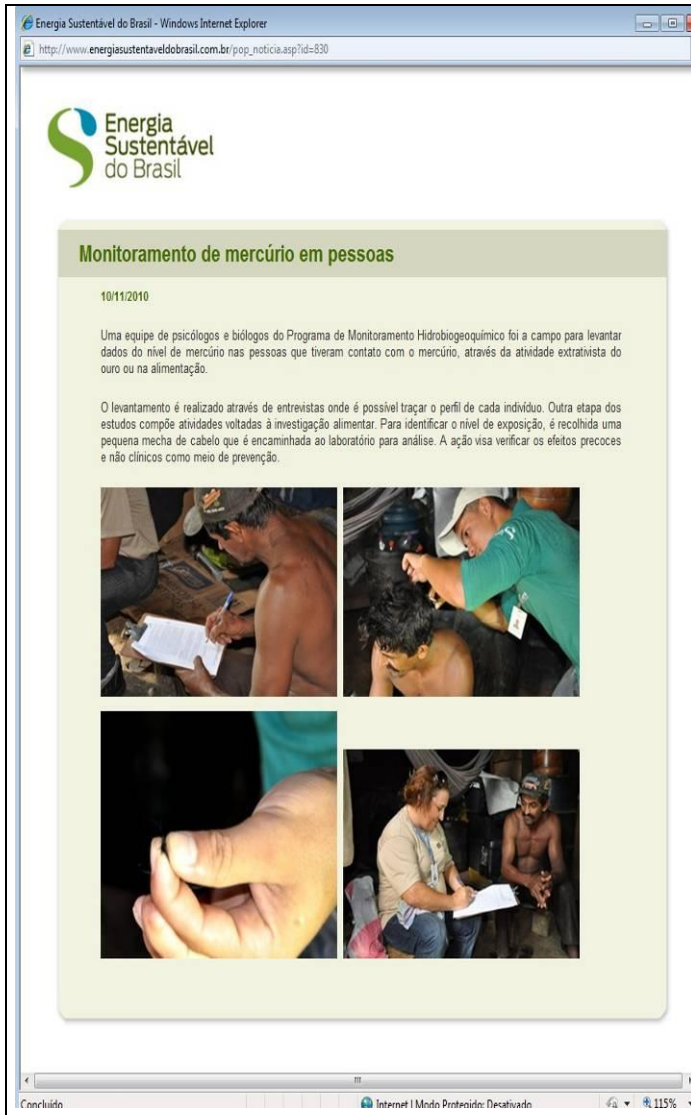 Energia Sustentável do Brasil - Windows Internet Explorer
http://www.energiasustentaveldobrasil.com.br/pop_noticia.asp?id=830
Energia
Sustentável
do Brasil
Monitoramento de mercúrio em pessoas
10/11/2010
Uma equipe de psicólogos e biólogos do Programa de Monitoramento Hidrobiogeoquímico foi a campo para levantar
dados do nível de mercúrio nas pessoas que tiveram contato com o mercúrio, através da atividade extrativista do
ouro ou na alimentação.
O levantamento é realizado através de entrevistas onde é possível traçar o perfil de cada indivíduo. Outra etapa dos
estudos compõe atividades voltadas à investigação alimentar. Para identificar o nível de exposição, é recolhida uma
pequena mecha de cabelo que é encaminhada ao laboratório para análise. A ação visa verificar os efeitos precoces
e não clínicos como meio de prevenção.
Concluído
Internet | Modo Protegido: Desativado
115%